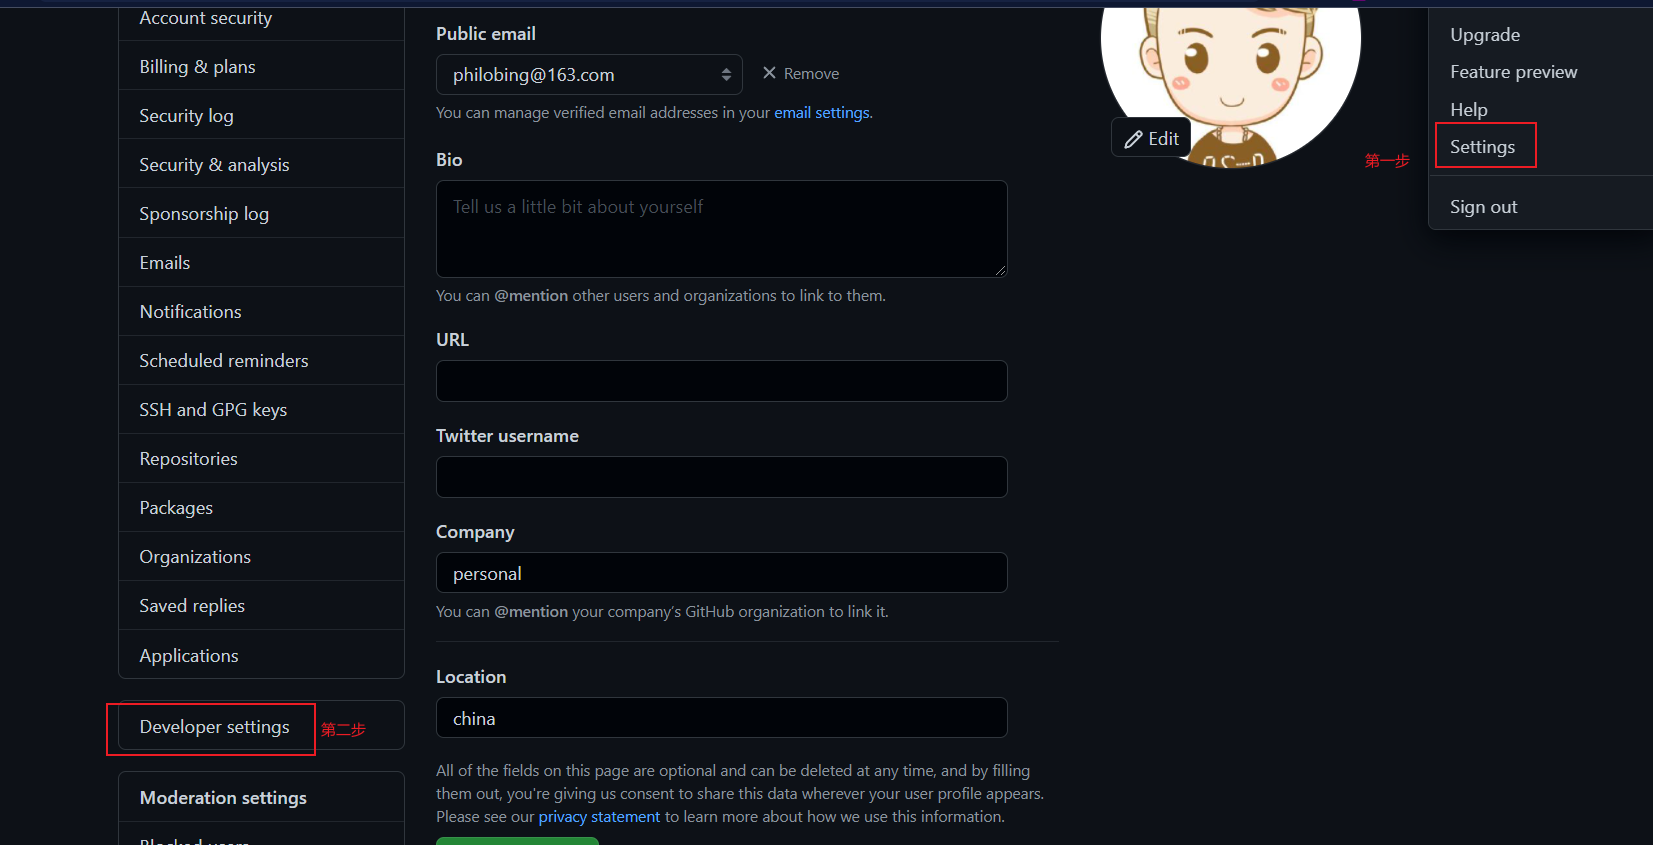 Account security
Billing & plans
Security log
Security & analysis
Sponsorship log
Emails
Notifications
Scheduled reminders
SSH and GPG keys
Repositories
Packages
Organizations
Saved replies
Applications
Developer settings
第二步
Moderation settings
Blocked users
Public email
philobing@163.com
Remove
You can manage verified email addresses in your email settings.
Bio
Tell us a little bit about yourself
You can @mention other users and organizations to link to them.
URL
Twitter username
Company
personal
You can @mention your company's GitHub organization to link it.
Location
china
All of the fields on this page are optional and can be deleted at any time, and by filling
them out, you're giving us consent to share this data wherever your user profile appears.
Please see our privacy statement to learn more about how we use this information.
Edit
第一步
Upgrade
Feature preview
Help
Settings
Sign out